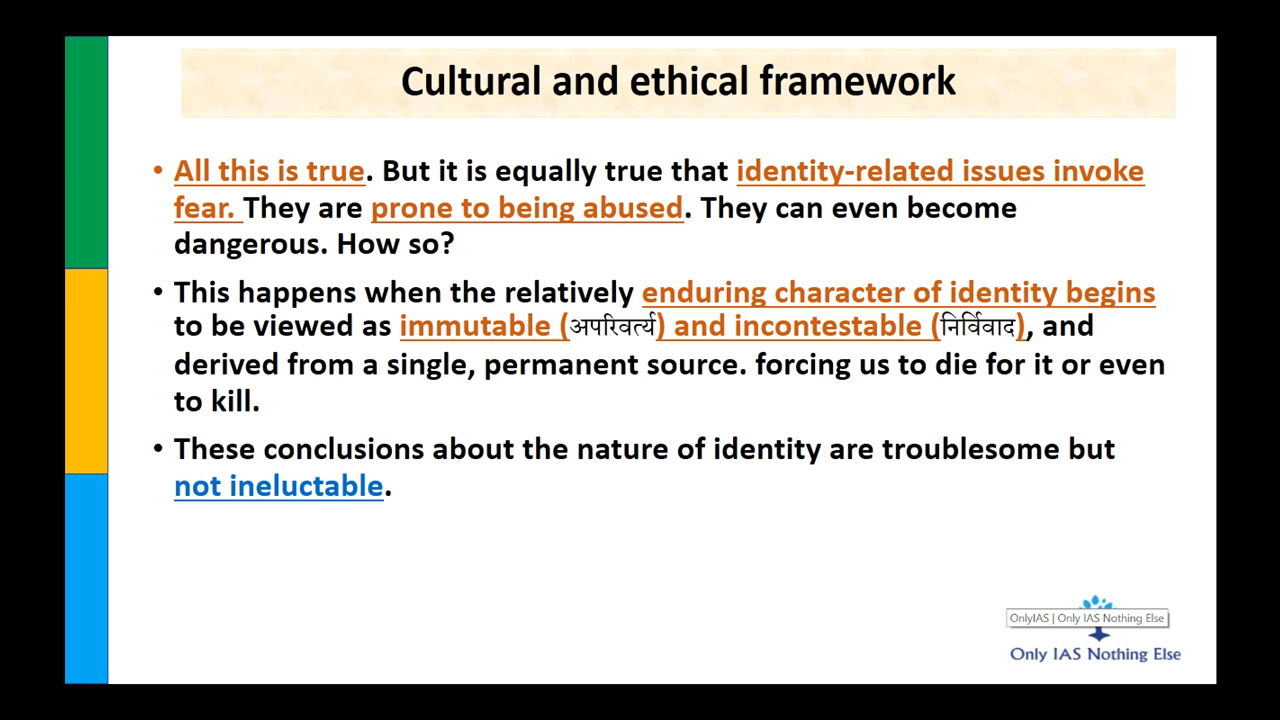 Cultural and ethical framework
• All this is true. But it is equally true that identity-related issues invoke
fear. They are prone to being abused. They can even become
dangerous. How so?
• This happens when the relatively enduring character of identity begins
to be viewed as immutable (अपरिवर्त्य) and incontestable (निर्विवाद), and
derived from a single, permanent source. forcing us to die for it or even
to kill.
• These conclusions about the nature of identity are troublesome but
not ineluctable.
OnlyIAS | Only IAS Nothing Else
Only IAS Nothing Else